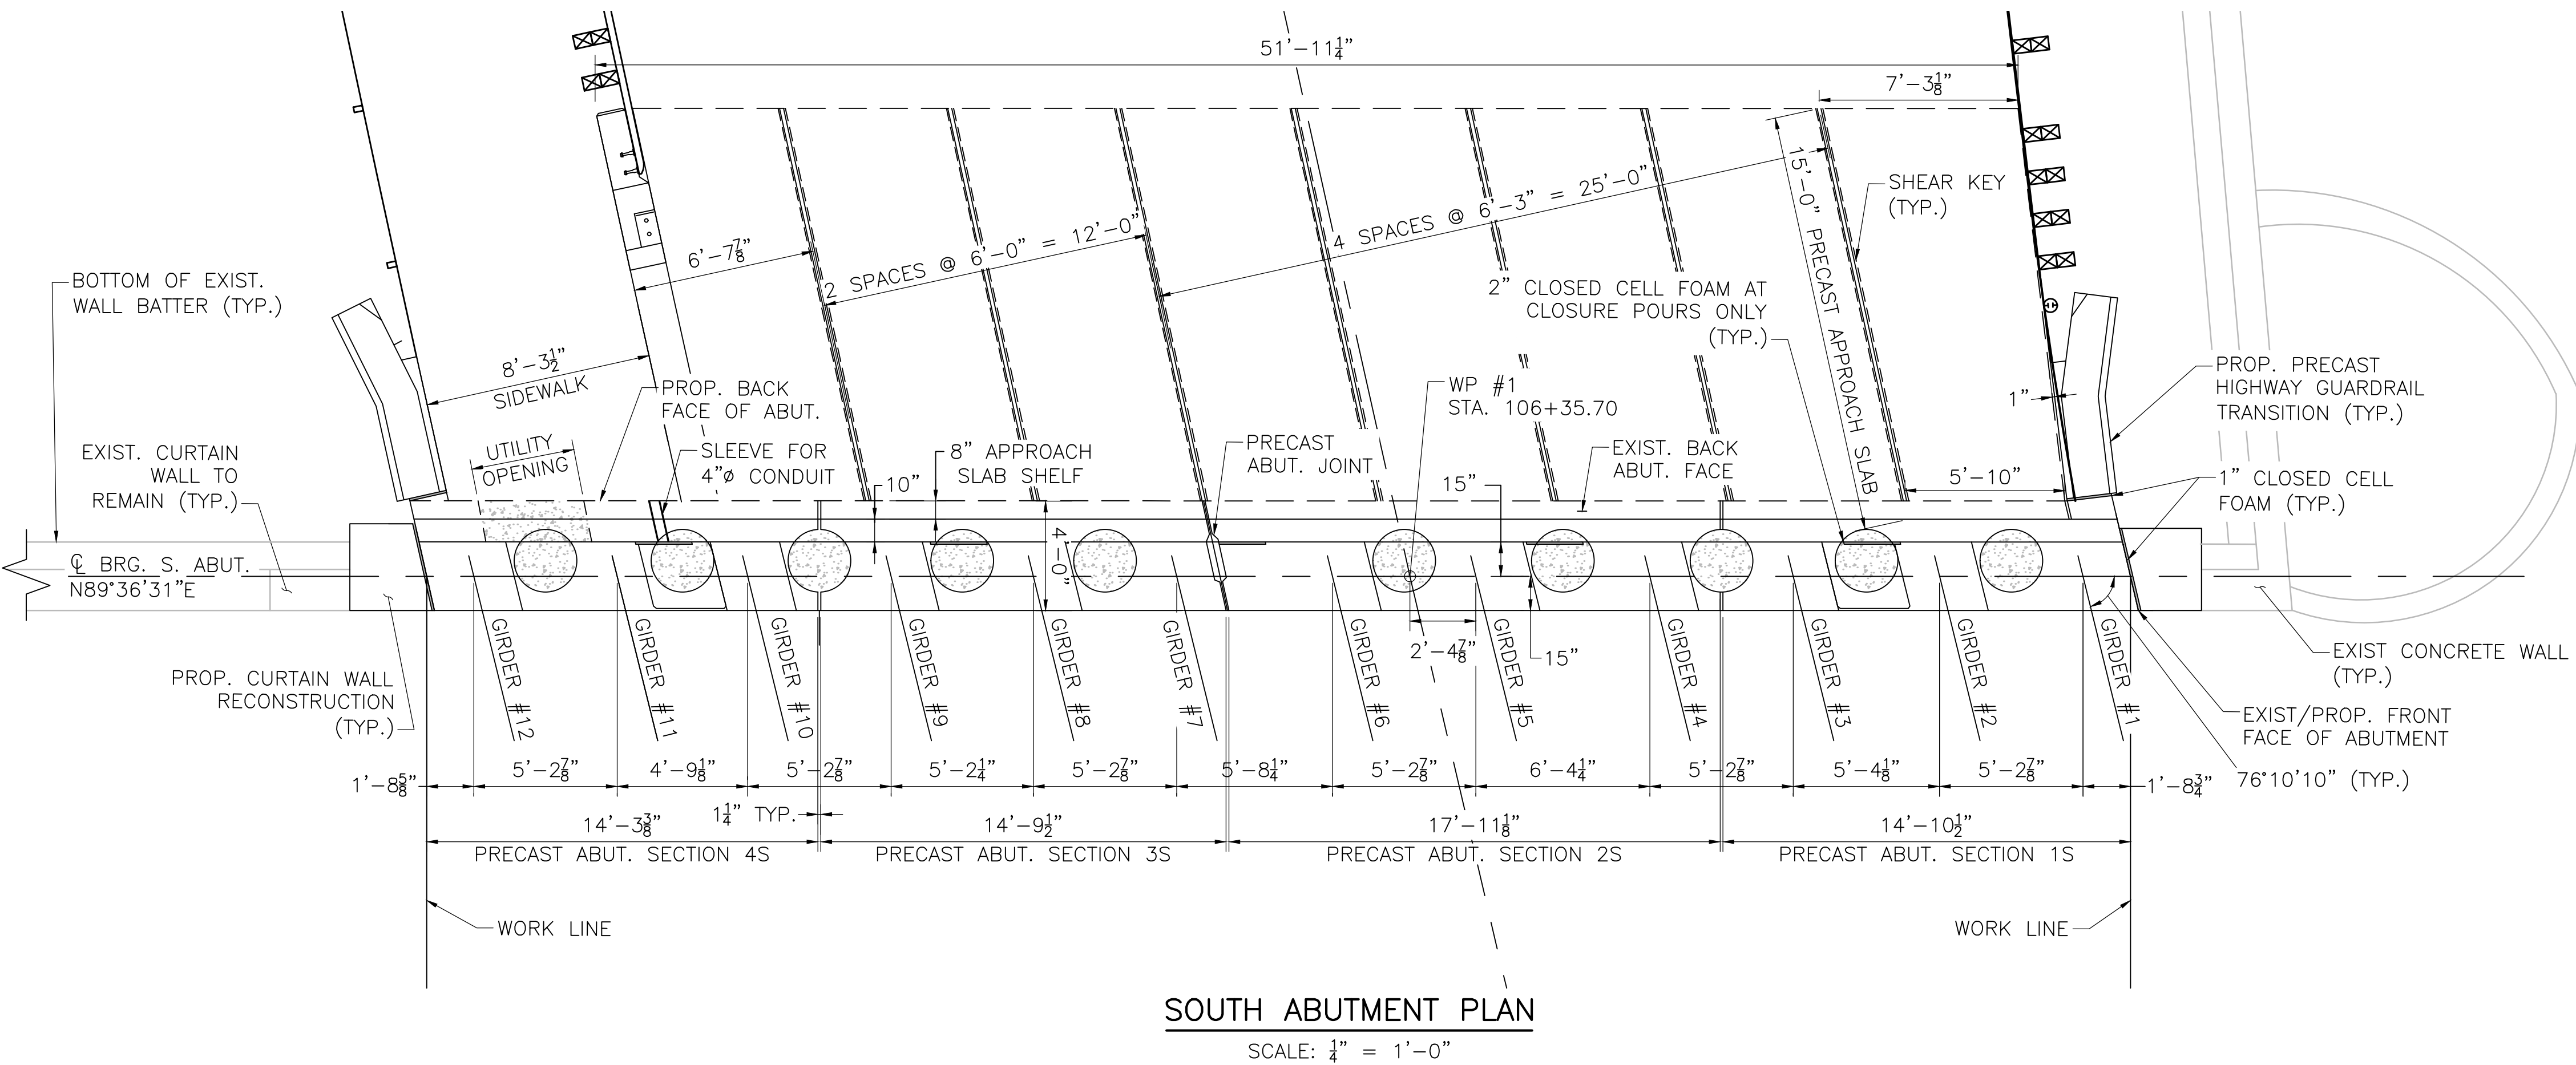 51'-11¼"
7'-3⅛"
15'-0" PRECAST APPROACH SLAB
SHEAR KEY
(TYP.)
6'-7⅞"
2 SPACES @ 6'-0" = 12'-0"
4 SPACES @ 6'-3" = 25'-0"
BOTTOM OF EXIST.
WALL BATTER (TYP.)
2" CLOSED CELL FOAM AT
CLOSURE POURS ONLY
(TYP.)
8'-3½"
SIDEWALK
PROP. BACK
FACE OF ABUT.
WP #1
STA. 106+35.70
1"
PROP. PRECAST
HIGHWAY GUARDRAIL
TRANSITION (TYP.)
EXIST. CURTAIN
WALL TO
REMAIN (TYP.)
UTILITY
OPENING
SLEEVE FOR
4"ø CONDUIT
8" APPROACH
SLAB SHELF
10"
PRECAST
ABUT. JOINT
15"
EXIST. BACK
ABUT. FACE
5'-10"
1" CLOSED CELL
FOAM (TYP.)
4'-0"
℄ BRG. S. ABUT.
N89°36'31"E
2'-4⅞"
15"
GIRDER #12
GIRDER #11
GIRDER #10
GIRDER #9
GIRDER #8
GIRDER #7
GIRDER #6
GIRDER #5
GIRDER #4
GIRDER #3
GIRDER #2
GIRDER #1
EXIST CONCRETE WALL
(TYP.)
PROP. CURTAIN WALL
RECONSTRUCTION
(TYP.)
EXIST/PROP. FRONT
FACE OF ABUTMENT
76°10'10" (TYP.)
1'-8⅝"
5'-2⅞"
4'-9⅛"
5'-2⅞"
5'-2¼"
5'-2⅞"
5'-8¼"
5'-2⅞"
6'-4¼"
5'-2⅞"
5'-4⅛"
5'-2⅞"
1'-8¾"
1¼" TYP.
14'-3⅜"
14'-9½"
17'-11⅛"
14'-10½"
PRECAST ABUT. SECTION 4S
PRECAST ABUT. SECTION 3S
PRECAST ABUT. SECTION 2S
PRECAST ABUT. SECTION 1S
WORK LINE
WORK LINE
SOUTH ABUTMENT PLAN
SCALE: ¼" = 1'-0"